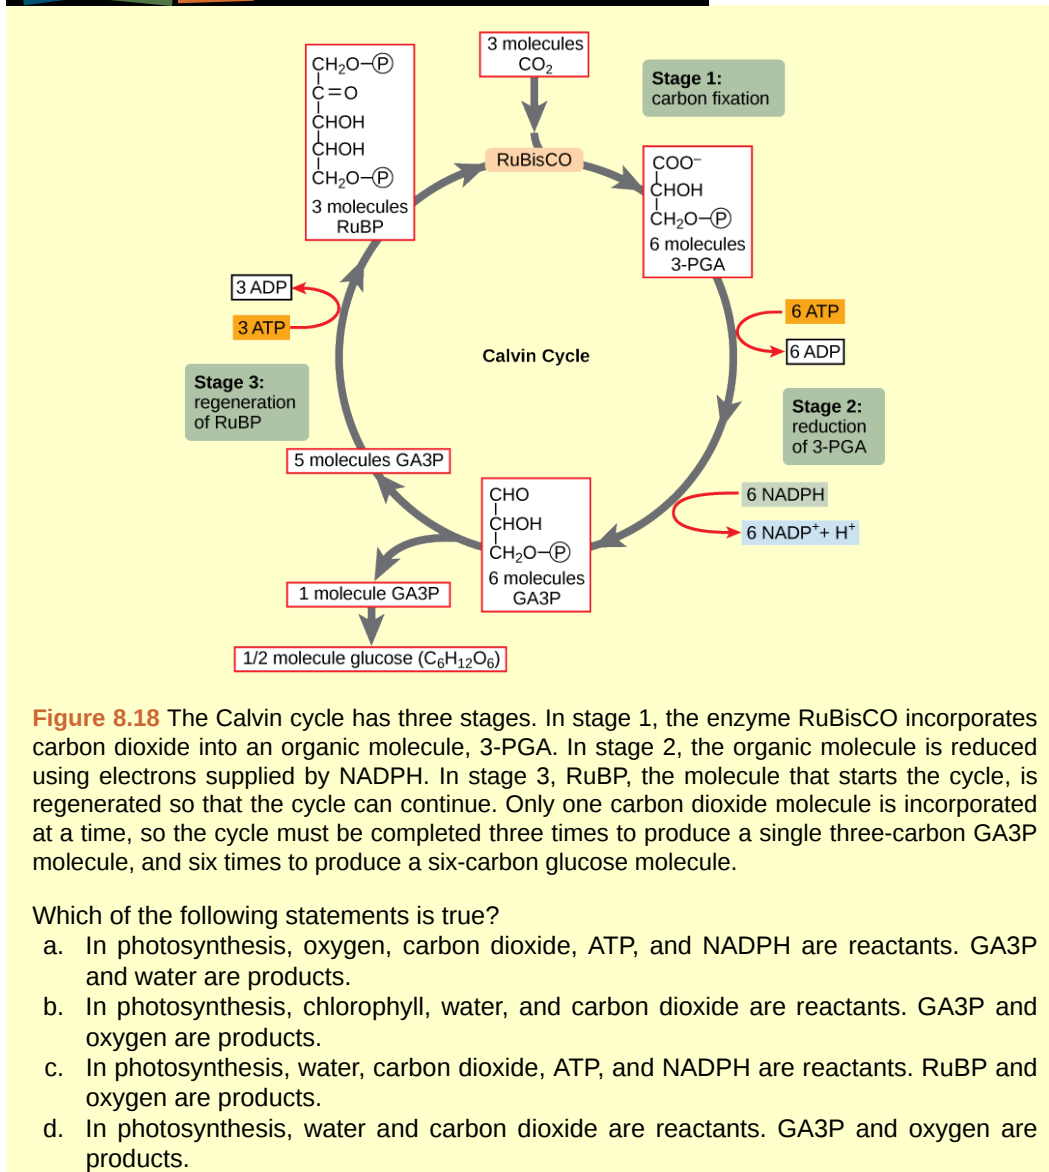 3 molecules
CO₂
Stage 1:
carbon fixation
CH₂O–Ⓟ
C=O
CHOH
CHOH
CH₂O–Ⓟ
3 molecules
RuBP
RuBisCO
COO⁻
CHOH
CH₂O–Ⓟ
6 molecules
3-PGA
3 ADP
3 ATP
6 ATP
6 ADP
Calvin Cycle
Stage 3:
regeneration
of RuBP
Stage 2:
reduction
of 3-PGA
5 molecules GA3P
6 NADPH
6 NADP⁺+ H⁺
CHO
CHOH
CH₂O–Ⓟ
6 molecules
GA3P
1 molecule GA3P
1/2 molecule glucose (C₆H₁₂O₆)
Figure 8.18 The Calvin cycle has three stages. In stage 1, the enzyme RuBisCO incorporates
carbon dioxide into an organic molecule, 3-PGA. In stage 2, the organic molecule is reduced
using electrons supplied by NADPH. In stage 3, RuBP, the molecule that starts the cycle, is
regenerated so that the cycle can continue. Only one carbon dioxide molecule is incorporated
at a time, so the cycle must be completed three times to produce a single three-carbon GA3P
molecule, and six times to produce a six-carbon glucose molecule.
Which of the following statements is true?
a. In photosynthesis, oxygen, carbon dioxide, ATP, and NADPH are reactants. GA3P
and water are products.
b. In photosynthesis, chlorophyll, water, and carbon dioxide are reactants. GA3P and
oxygen are products.
c. In photosynthesis, water, carbon dioxide, ATP, and NADPH are reactants. RuBP and
oxygen are products.
d. In photosynthesis, water and carbon dioxide are reactants. GA3P and oxygen are
products.